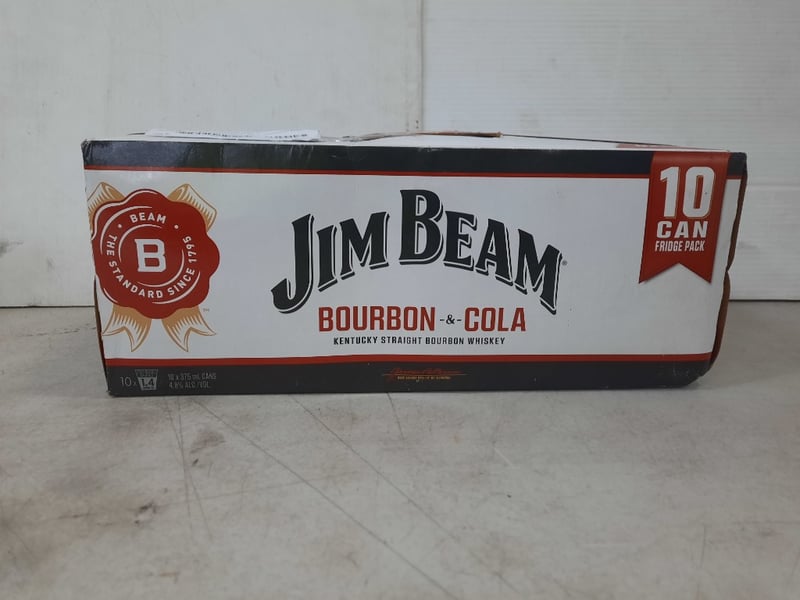 JIM BEAM
BOURBON -&- COLA
KENTUCKY STRAIGHT BOURBON WHISKEY
BEAM
THE STANDARD SINCE 1795
B
10
CAN
FRIDGE PACK
10 x 1.4
10 x 375 mL CANS
4.8% ALC/VOL